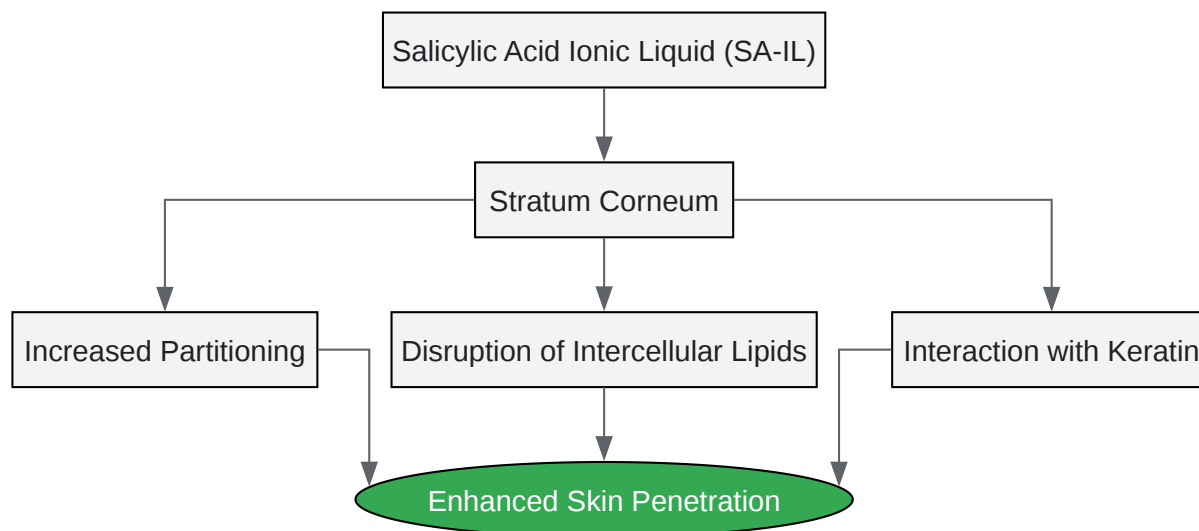 Salicylic Acid Ionic Liquid (SA-IL)
Stratum Corneum
Increased Partitioning
Disruption of Intercellular Lipids
Interaction with Keratin
Enhanced Skin Penetration